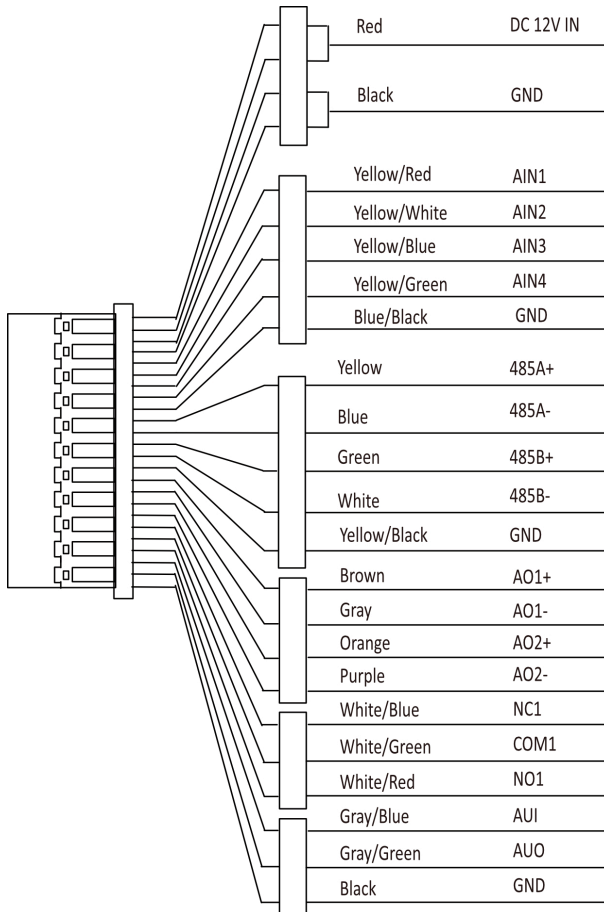 Red DC 12V IN
Black GND
Yellow/Red AIN1
Yellow/White AIN2
Yellow/Blue AIN3
Yellow/Green AIN4
Blue/Black GND
Yellow 485A+
Blue 485A-
Green 485B+
White 485B-
Yellow/Black GND
Brown AO1+
Gray AO1-
Orange AO2+
Purple AO2-
White/Blue NC1
White/Green COM1
White/Red NO1
Gray/Blue AUI
Gray/Green AUO
Black GND